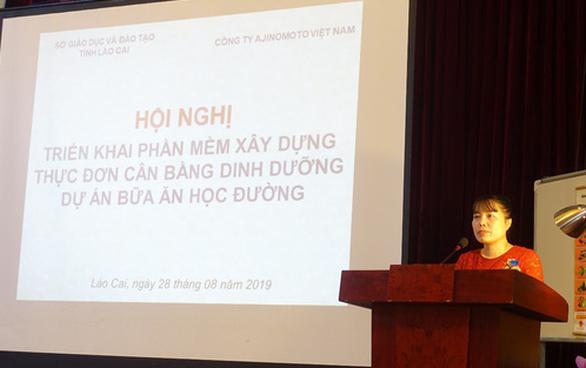 SỞ GIÁO DỤC VÀ ĐÀO TẠO
TỈNH LÀO CAI
CÔNG TY AJINOMOTO VIỆT NAM
HỘI NGHỊ
TRIỂN KHAI PHẦN MỀM XÂY DỰNG
THỰC ĐƠN CÂN BẰNG DINH DƯỠNG
DỰ ÁN BỮA ĂN HỌC ĐƯỜNG
Lào Cai, ngày 28 tháng 08 năm 2019